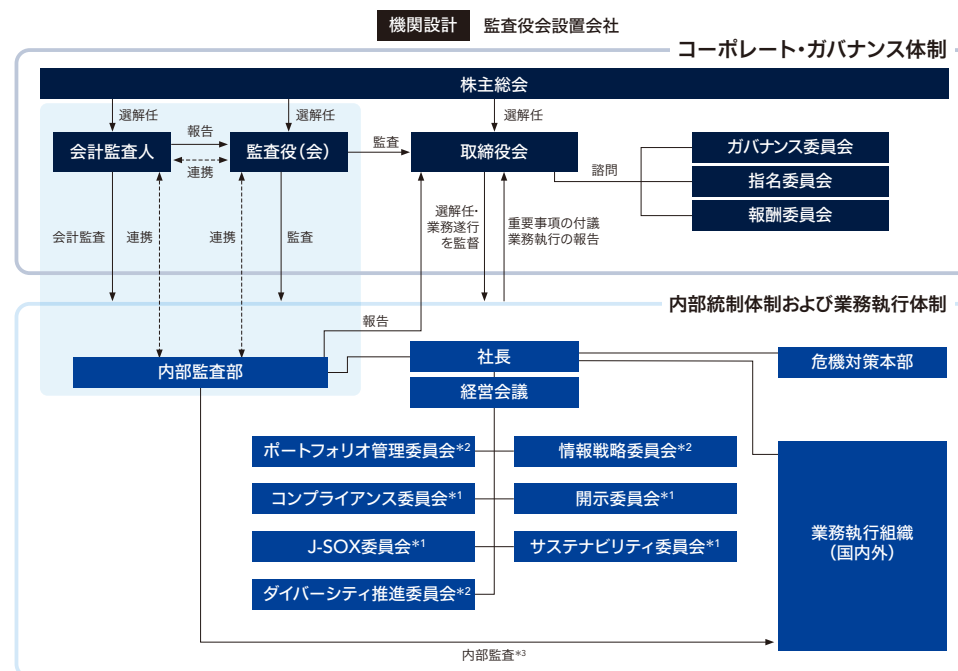 機関設計 監査役会設置会社
コーポレート・ガバナンス体制
株主総会
選解任
選解任
選解任
会計監査人
報告
連携
監査役（会）
監査
取締役会
諮問
ガバナンス委員会
指名委員会
報酬委員会
会計監査
連携
連携
監査
選解任・
業務遂行
を監督
重要事項の付議
業務執行の報告
内部統制体制および業務執行体制
報告
内部監査部
社長
経営会議
危機対策本部
ポートフォリオ管理委員会*2
情報戦略委員会*2
コンプライアンス委員会*1
開示委員会*1
J-SOX委員会*1
サステナビリティ委員会*1
ダイバーシティ推進委員会*2
業務執行組織
（国内外）
内部監査*3